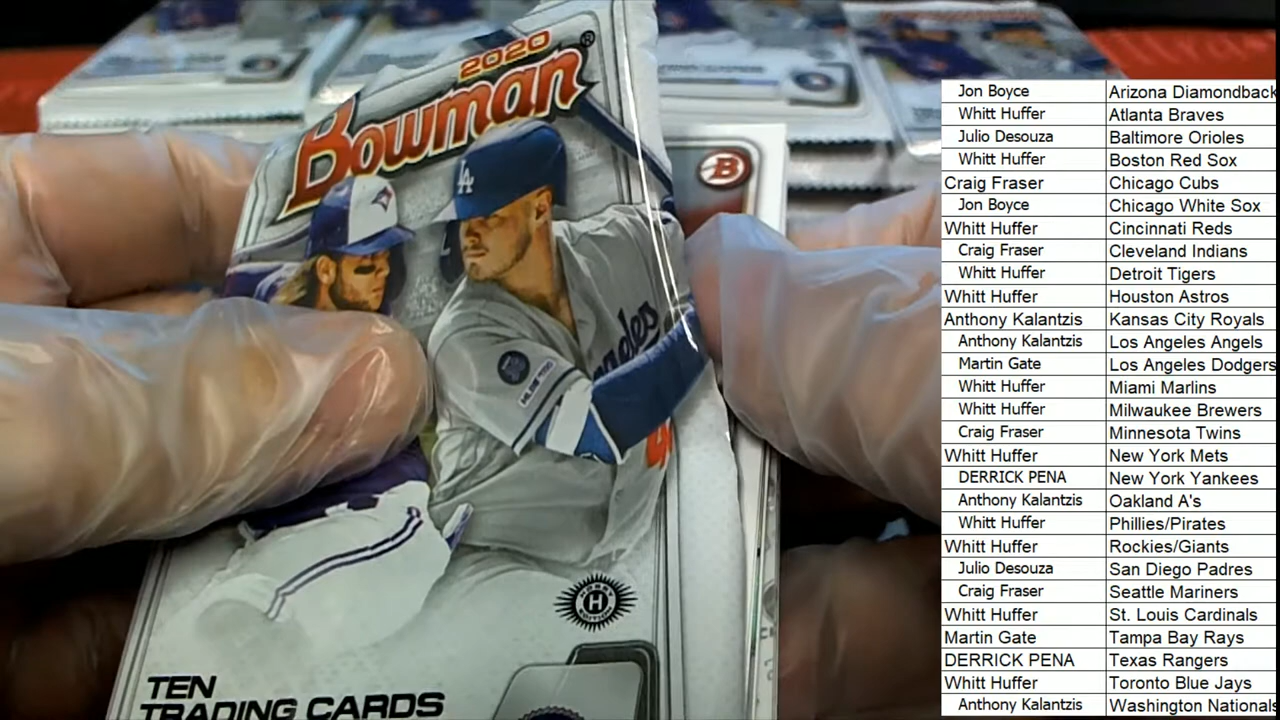 2020
Bowman®
LA
B
HOBBY
H
EDITION
TEN
TRADING CARDS
Jon Boyce Arizona Diamondback
Whitt Huffer Atlanta Braves
Julio Desouza Baltimore Orioles
Whitt Huffer Boston Red Sox
Craig Fraser Chicago Cubs
Jon Boyce Chicago White Sox
Whitt Huffer Cincinnati Reds
Craig Fraser Cleveland Indians
Whitt Huffer Detroit Tigers
Whitt Huffer Houston Astros
Anthony Kalantzis Kansas City Royals
Anthony Kalantzis Los Angeles Angels
Martin Gate Los Angeles Dodgers
Whitt Huffer Miami Marlins
Whitt Huffer Milwaukee Brewers
Craig Fraser Minnesota Twins
Whitt Huffer New York Mets
DERRICK PENA New York Yankees
Anthony Kalantzis Oakland A's
Whitt Huffer Phillies/Pirates
Whitt Huffer Rockies/Giants
Julio Desouza San Diego Padres
Craig Fraser Seattle Mariners
Whitt Huffer St. Louis Cardinals
Martin Gate Tampa Bay Rays
DERRICK PENA Texas Rangers
Whitt Huffer Toronto Blue Jays
Anthony Kalantzis Washington Nationals